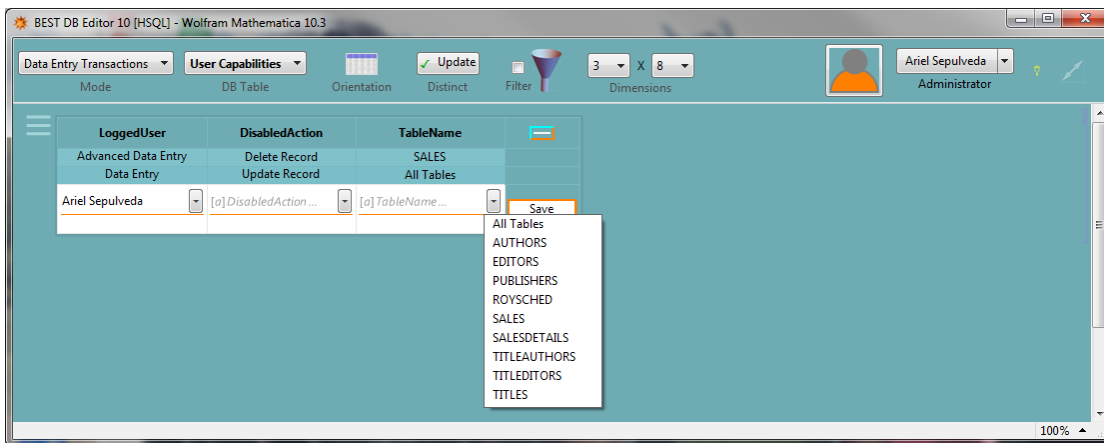 BEST DB Editor 10 [HSQL] - Wolfram Mathematica 10.3
Data Entry Transactions User Capabilities ✓ Update 3 X 8 Ariel Sepulveda
Mode DB Table Orientation Distinct Filter Dimensions Administrator
LoggedUser DisabledAction TableName
Advanced Data Entry Delete Record SALES
Data Entry Update Record All Tables
Ariel Sepulveda [a]DisabledAction... [a]TableName...
Save
All Tables
AUTHORS
EDITORS
PUBLISHERS
ROYSCHED
SALES
SALESDETAILS
TITLEAUTHORS
TITLEDITORS
TITLES
100%